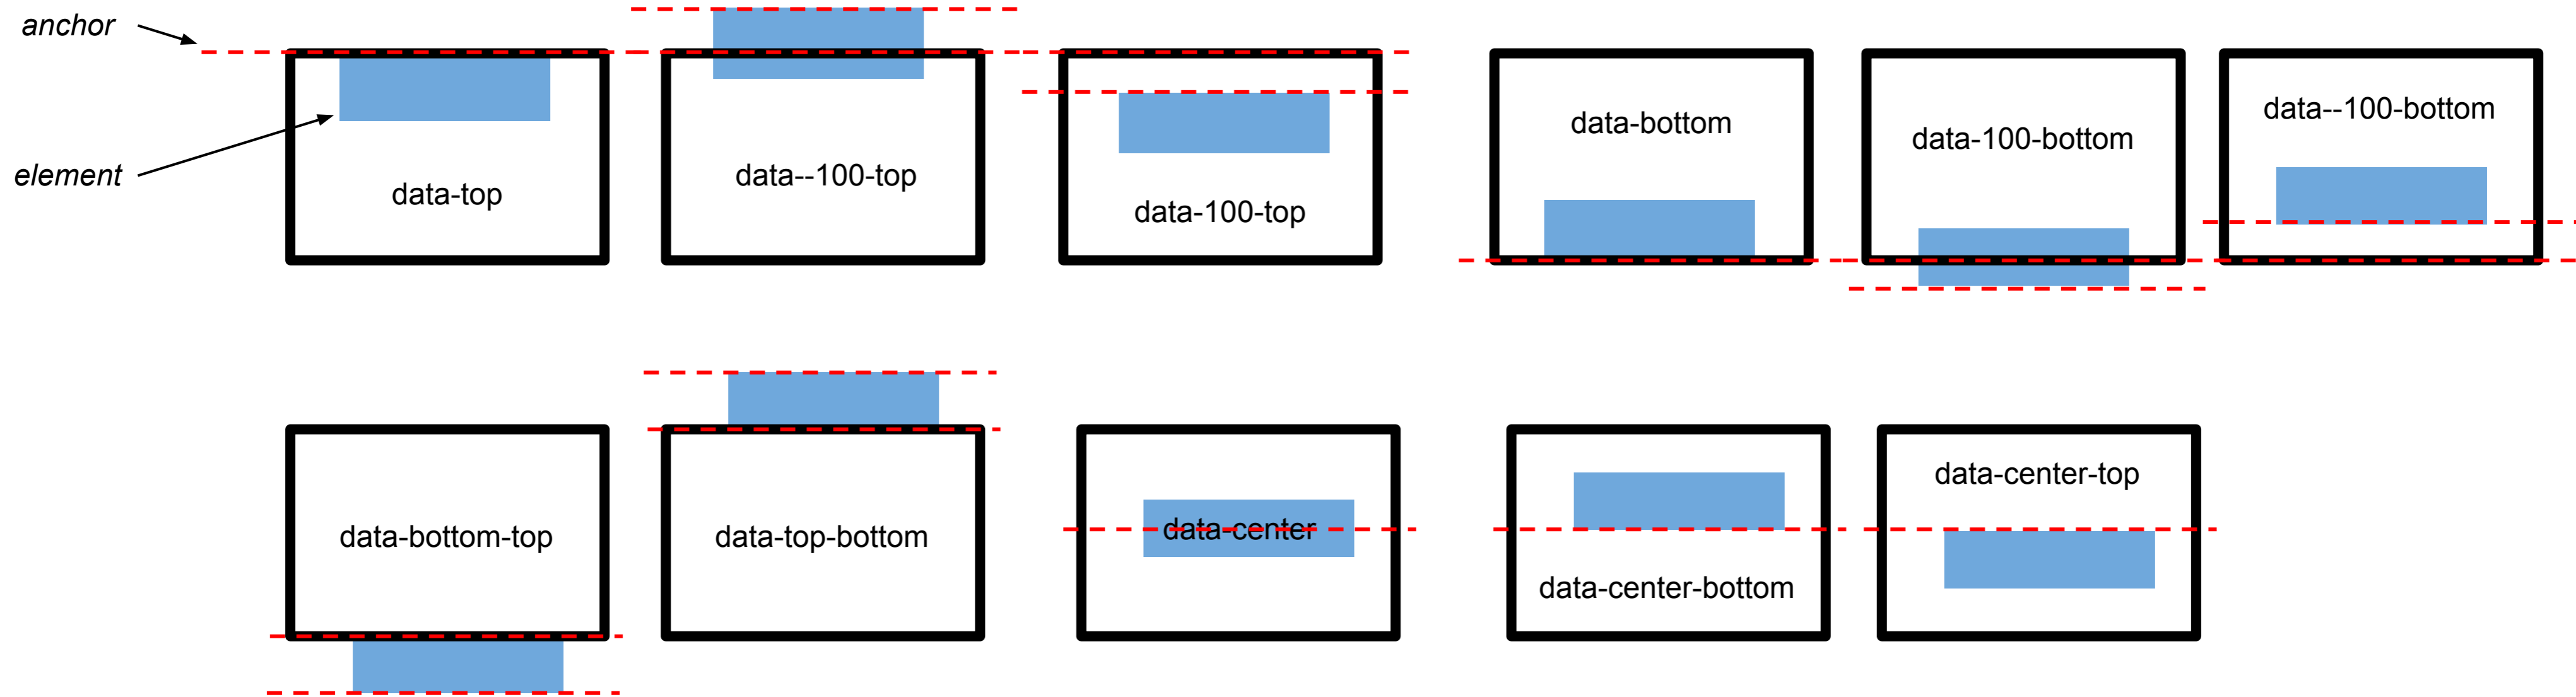 anchor
element
data-top
data--100-top
data-100-top
data-bottom
data-100-bottom
data--100-bottom
data-bottom-top
data-top-bottom
data-center
data-center-bottom
data-center-top